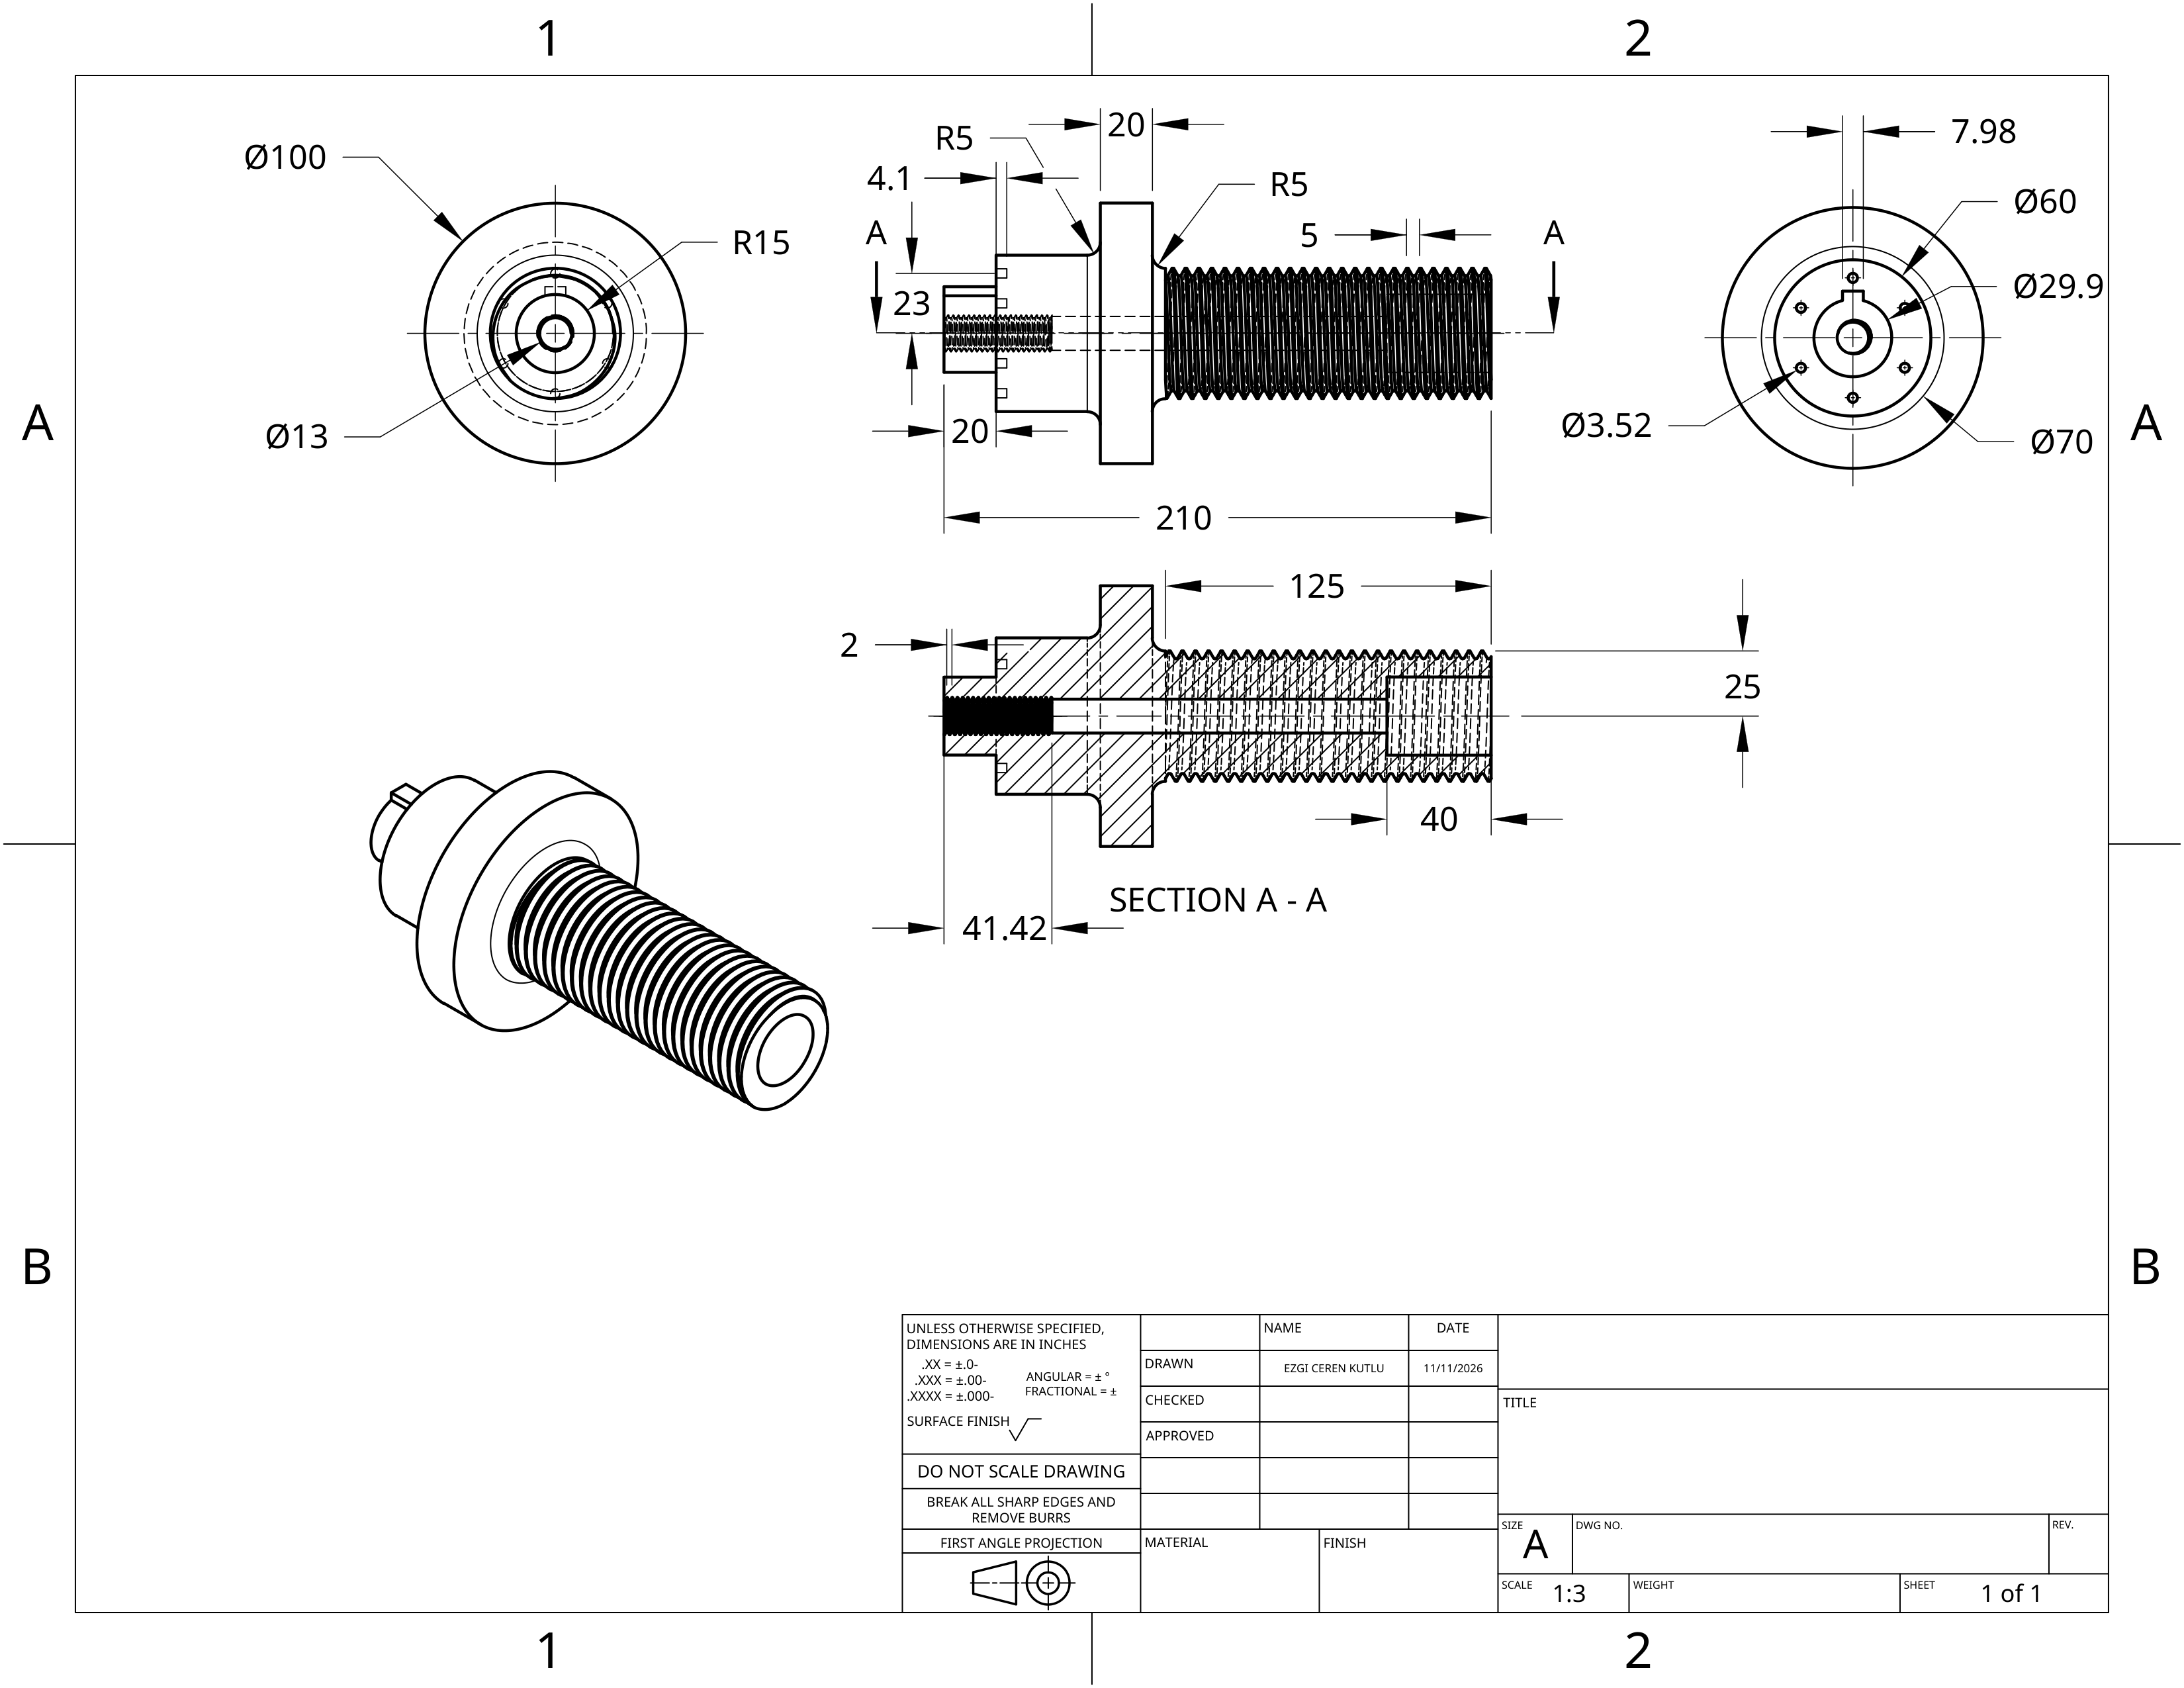 1
2
A
A
B
B
1
2
Ø100
R15
Ø13
R5
20
4.1
R5
A
A
5
23
20
210
7.98
Ø60
Ø29.9
Ø3.52
Ø70
125
2
25
40
41.42
SECTION A - A
UNLESS OTHERWISE SPECIFIED,
DIMENSIONS ARE IN INCHES
.XX = ±.0-
.XXX = ±.00-
.XXXX = ±.000-
ANGULAR = ± °
FRACTIONAL = ±
SURFACE FINISH
DO NOT SCALE DRAWING
BREAK ALL SHARP EDGES AND
REMOVE BURRS
FIRST ANGLE PROJECTION
NAME
DATE
DRAWN
EZGI CEREN KUTLU
11/11/2026
CHECKED
APPROVED
MATERIAL
FINISH
TITLE
SIZE
A
DWG NO.
REV.
SCALE
1:3
WEIGHT
SHEET
1 of 1